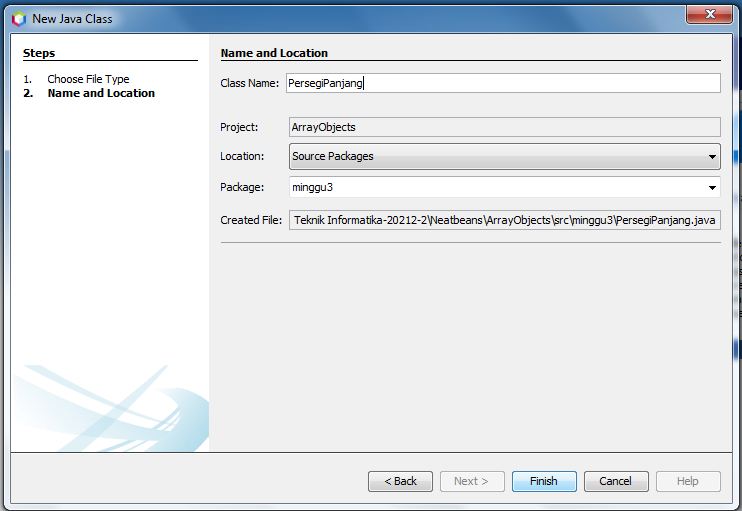 New Java Class
Steps
1. Choose File Type
2. Name and Location
Name and Location
Class Name: PersegiPanjang
Project: ArrayObjects
Location: Source Packages
Package: minggu3
Created File: Teknik Informatika-20212-2\Neatbeans\ArrayObjects\src\minggu3\PersegiPanjang.java
< Back Next > Finish Cancel Help